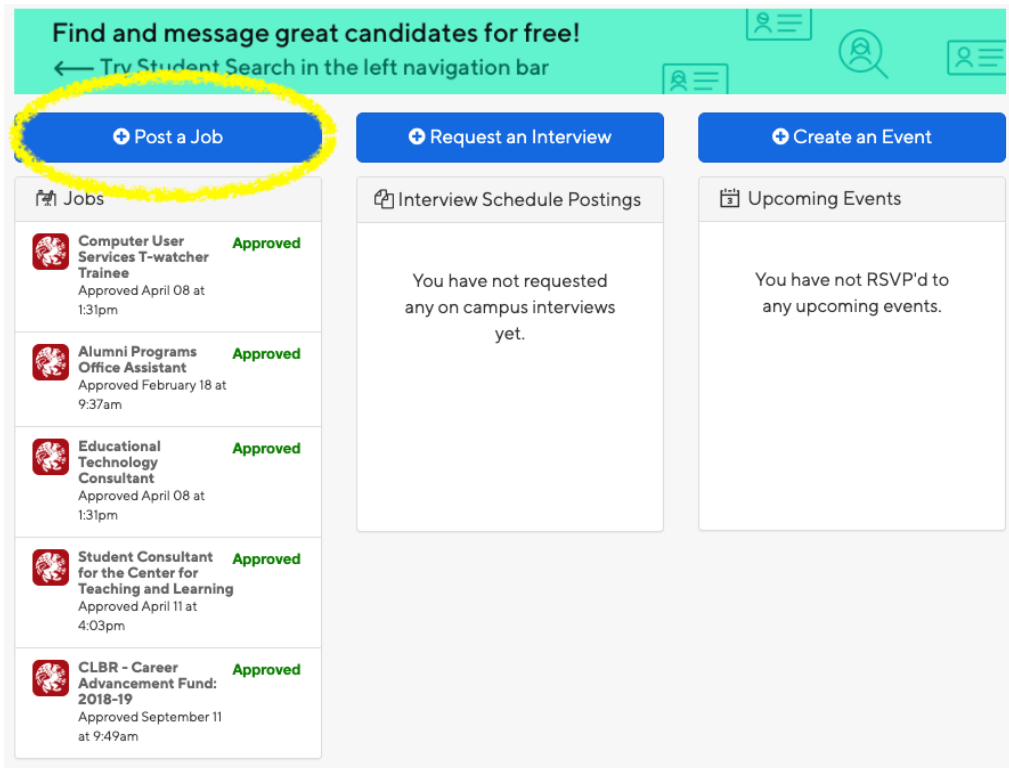 Find and message great candidates for free!
← Try Student Search in the left navigation bar
Post a Job
Request an Interview
Create an Event
Jobs
Computer User
Services T-watcher
Trainee
Approved
Approved April 08 at
1:31pm
Alumni Programs
Office Assistant
Approved
Approved February 18 at
9:37am
Educational
Technology
Consultant
Approved
Approved April 08 at
1:31pm
Student Consultant
for the Center for
Teaching and Learning
Approved
Approved April 11 at
4:03pm
CLBR - Career
Advancement Fund:
2018-19
Approved
Approved September 11
at 9:49am
Interview Schedule Postings
You have not requested
any on campus interviews
yet.
3
Upcoming Events
You have not RSVP'd to
any upcoming events.